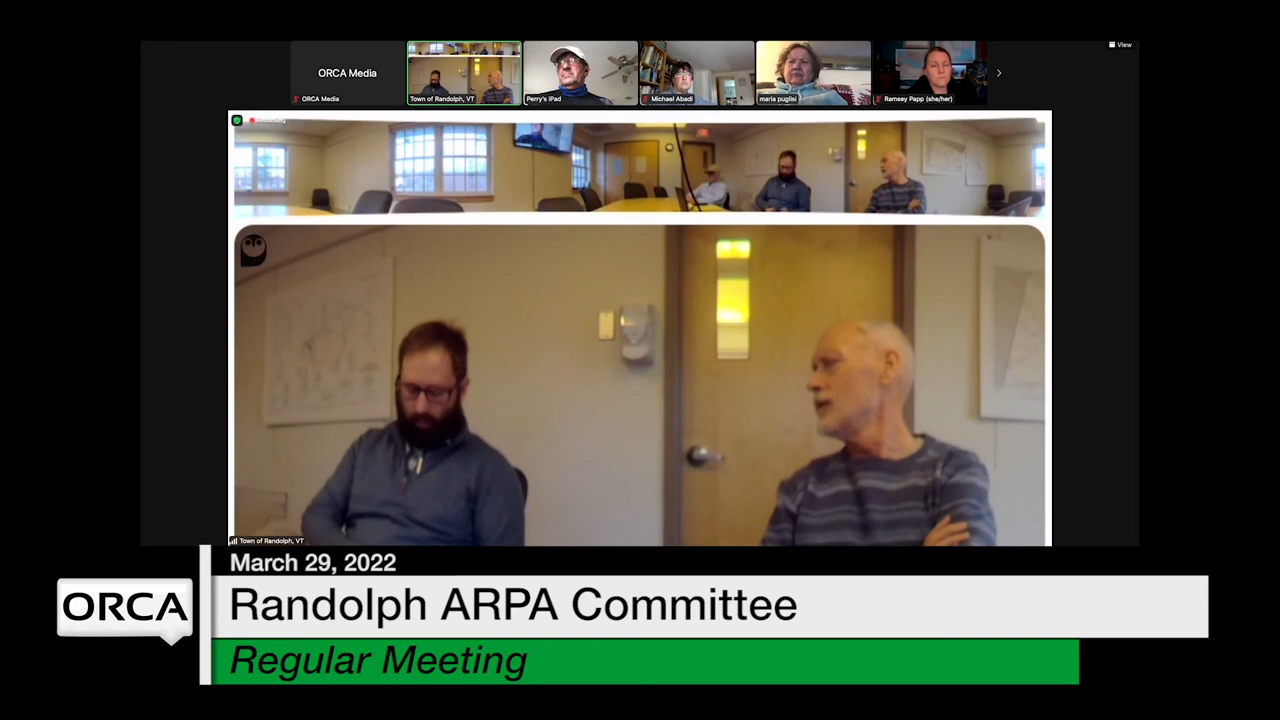 View
ORCA Media
ORCA Media
Town of Randolph, VT
Perry's iPad
Michael Abadi
maria puglisi
Ramsey Papp (she/her)
Recording
Town of Randolph, VT
March 29, 2022
ORCA
Randolph ARPA Committee
Regular Meeting